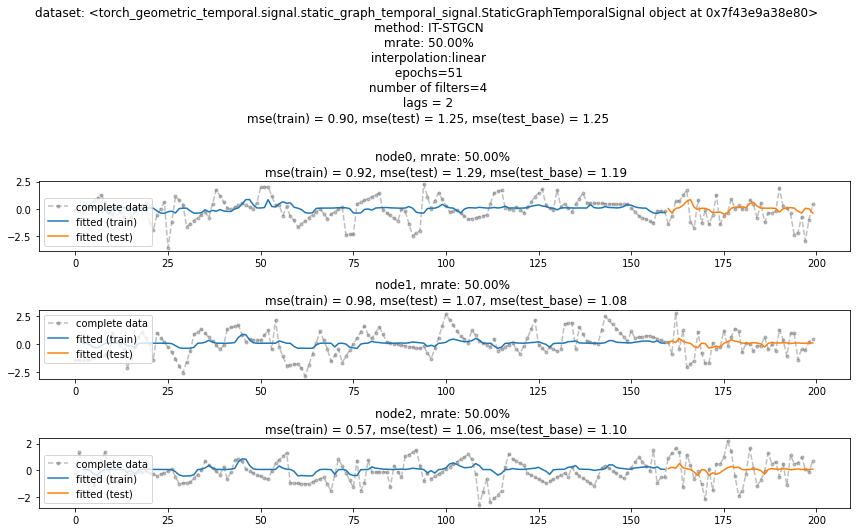 dataset: <torch_geometric_temporal.signal.static_graph_temporal_signal.StaticGraphTemporalSignal object at 0x7f43e9a38e80>
method: IT-STGCN
mrate: 50.00%
interpolation:linear
epochs=51
number of filters=4
lags = 2
mse(train) = 0.90, mse(test) = 1.25, mse(test_base) = 1.25
node0, mrate: 50.00%
mse(train) = 0.92, mse(test) = 1.29, mse(test_base) = 1.19
2.5
0.0
−2.5
complete data
fitted (train)
fitted (test)
0 25 50 75 100 125 150 175 200
node1, mrate: 50.00%
mse(train) = 0.98, mse(test) = 1.07, mse(test_base) = 1.08
2.5
0.0
−2.5
complete data
fitted (train)
fitted (test)
0 25 50 75 100 125 150 175 200
node2, mrate: 50.00%
mse(train) = 0.57, mse(test) = 1.06, mse(test_base) = 1.10
2
0
−2
complete data
fitted (train)
fitted (test)
0 25 50 75 100 125 150 175 200